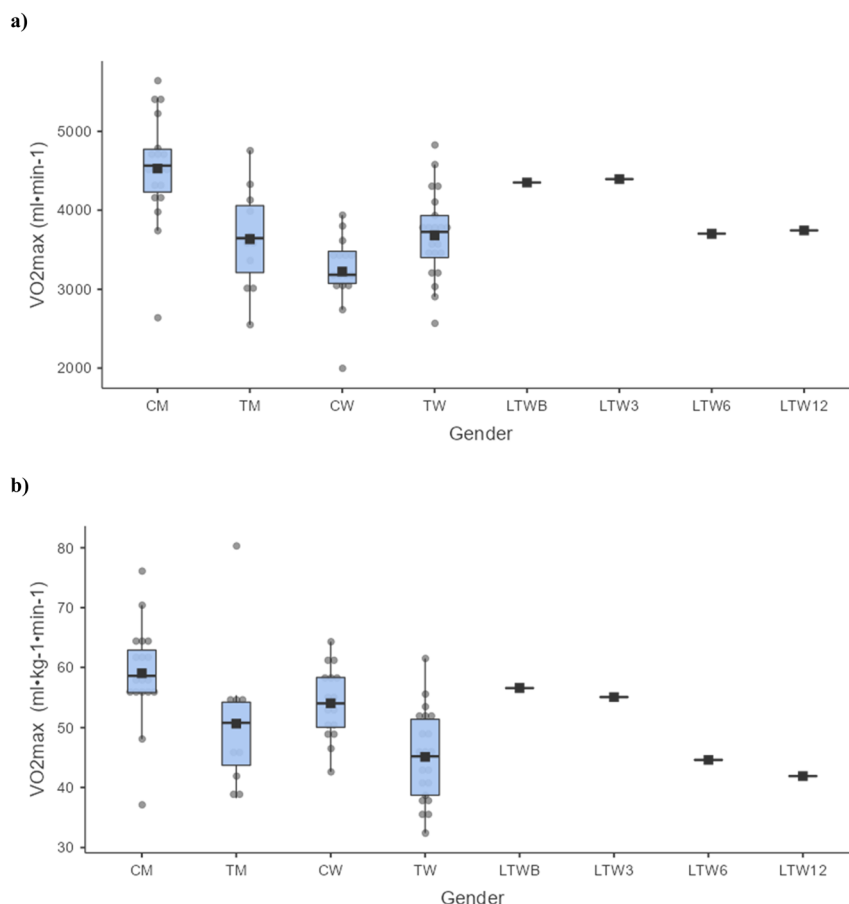 a)
VO2max (ml•min-1)
5000
4000
3000
2000
CM TM CW TW LTWB LTW3 LTW6 LTW12
Gender
b)
VO2max (ml•kg-1•min-1)
80
70
60
50
40
30
CM TM CW TW LTWB LTW3 LTW6 LTW12
Gender